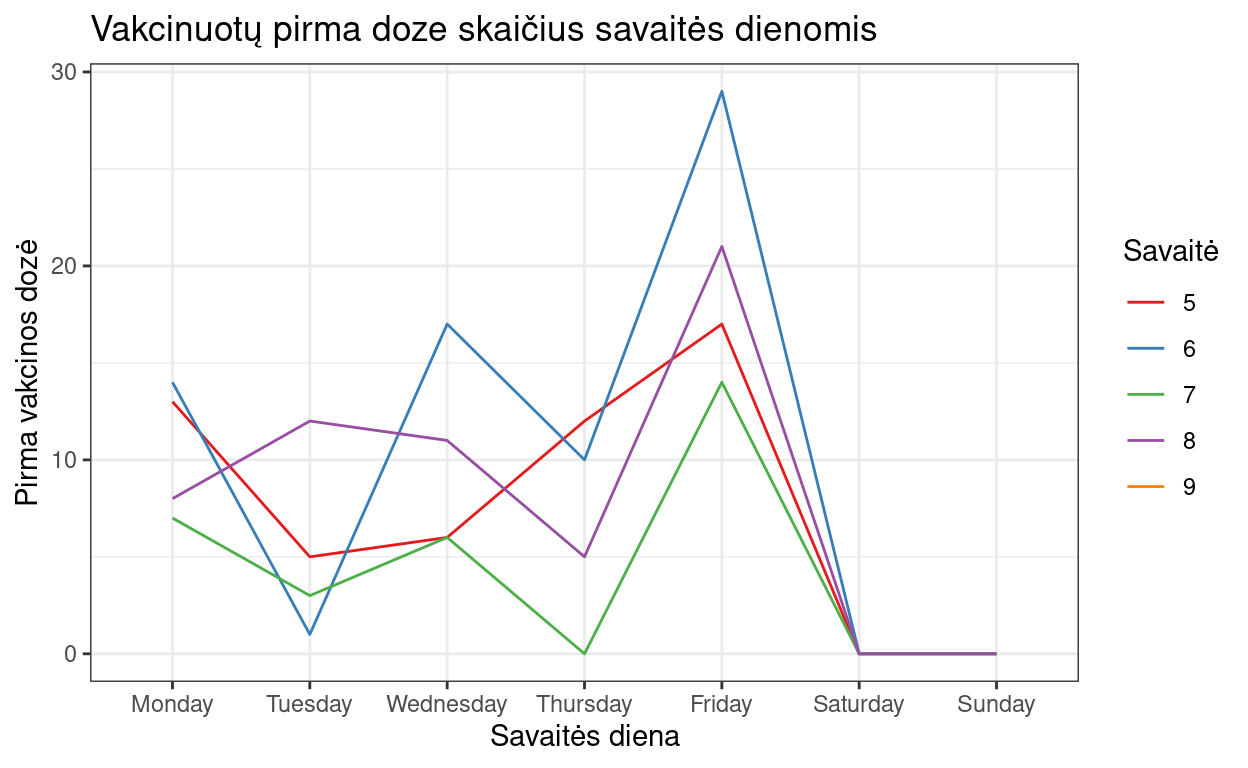 Vakcinuotų pirma doze skaičius savaitės dienomis
30
20
10
0
Pirma vakcinos dozė
Monday Tuesday Wednesday Thursday Friday Saturday Sunday
Savaitės diena
Savaitė
5
6
7
8
9